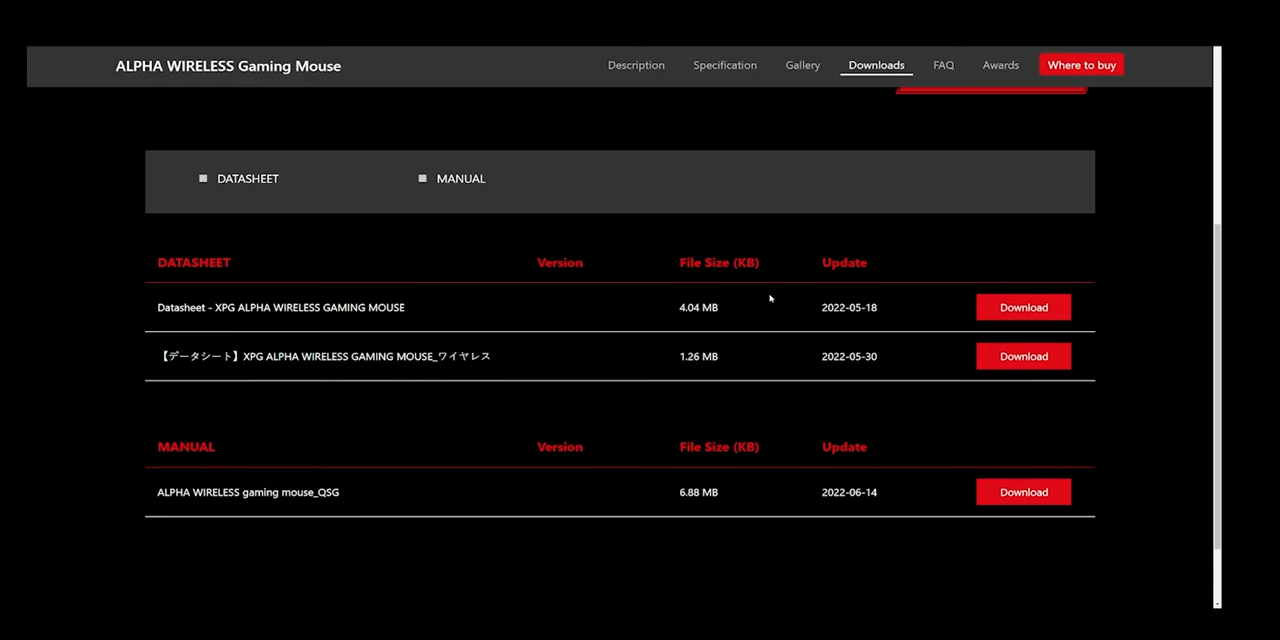 ALPHA WIRELESS Gaming Mouse Description Specification Gallery Downloads FAQ Awards Where to buy
DATASHEET MANUAL
DATASHEET Version File Size (KB) Update
Datasheet - XPG ALPHA WIRELESS GAMING MOUSE 4.04 MB 2022-05-18 Download
【データシート】XPG ALPHA WIRELESS GAMING MOUSE_ワイヤレス 1.26 MB 2022-05-30 Download
MANUAL Version File Size (KB) Update
ALPHA WIRELESS gaming mouse_QSG 6.88 MB 2022-06-14 Download